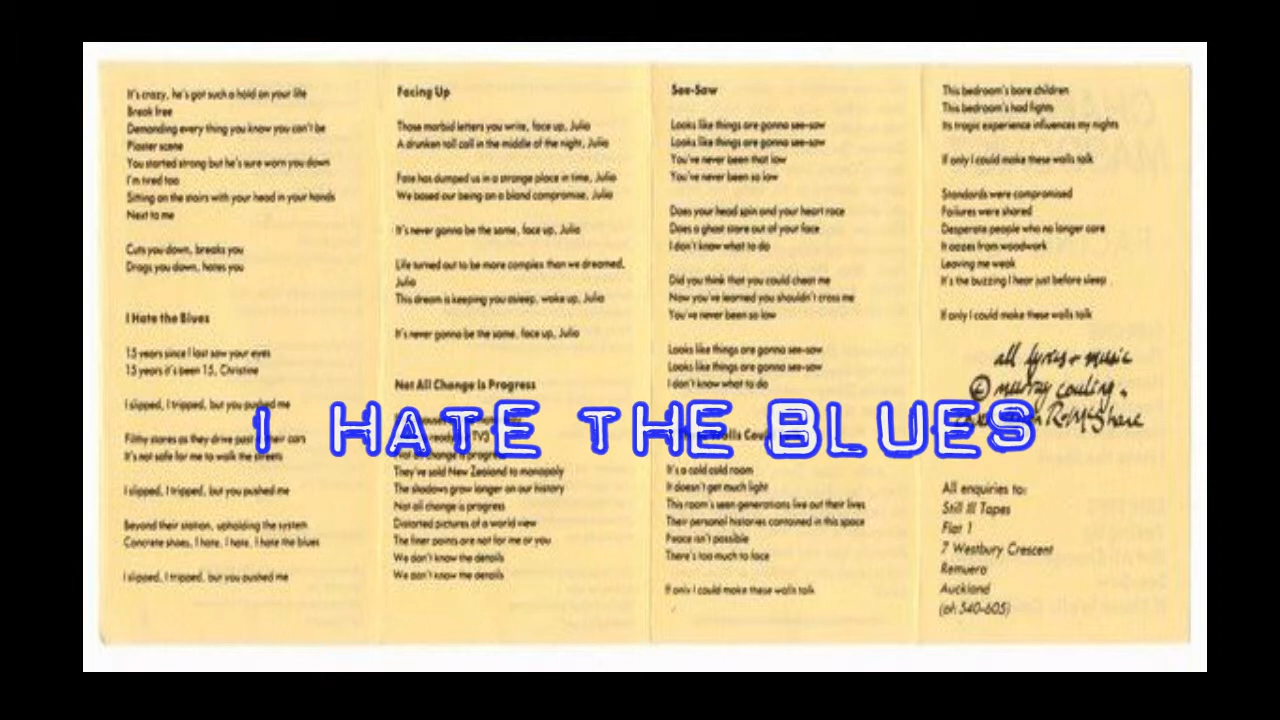 It's crazy, he's got such a hold on your life
Break free
Demanding every thing you know you can't be
Plaster scene
You started strong but he's sure worn you down
I'm tired too
Sitting on the stairs with your head in your hands
Next to me
Cuts you down, breaks you
Drags you down, hates you
I Hate the Blues
15 years since I last saw your eyes
15 years it's been 15, Christine
I slipped, I tripped, but you pushed me
Filthy stares as they drive past in their cars
It's not safe for me to walk the streets
I slipped, I tripped, but you pushed me
Beyond their station, upholding the system
Concrete shoes, I hate, I hate, I hate the blues
I slipped, I tripped, but you pushed me
Facing Up
Those morbid letters you write, face up, Julia
A drunken toll call in the middle of the night, Julia
Fate has dumped us in a strange place in time, Julia
We based our being on a bland compromise, Julia
It's never gonna be the same, face up, Julia
Life turned out to be more complex than we dreamed,
Julia
This dream is keeping you asleep, wake up, Julia
It's never gonna be the same, face up, Julia
Not All Change Is Progress
TV3
Not all change is progress
They've sold New Zealand to monopoly
The shadows grow longer on our history
Not all change is progress
Distorted pictures of a world view
The finer points are not for me or you
We don't know the details
We don't know the details
See-Saw
Looks like things are gonna see-saw
Looks like things are gonna see-saw
You've never been that low
You've never been so low
Does your head spin and your heart race
Does a ghost stare out of your face
I don't know what to do
Did you think that you could cheat me
Now you've learned you shouldn't cross me
You've never been so low
Looks like things are gonna see-saw
Looks like things are gonna see-saw
I don't know what to do
Walls
It's a cold cold room
It doesn't get much light
This room's seen generations live out their lives
Their personal histories contained in this space
Peace isn't possible
There's too much to face
If only I could make these walls talk
This bedroom's bore children
This bedroom's had fights
Its tragic experience influences my nights
If only I could make these walls talk
Standards were compromised
Failures were shared
Desperate people who no longer care
It oozes from woodwork
Leaving me weak
It's the buzzing I hear just before sleep
If only I could make these walls talk
all lyrics + music
© murray couling.
All enquiries to:
Still Ill Tapes
Flat 1
7 Westbury Crescent
Remuera
Auckland
(ph 540-605)
I HATE THE BLUES